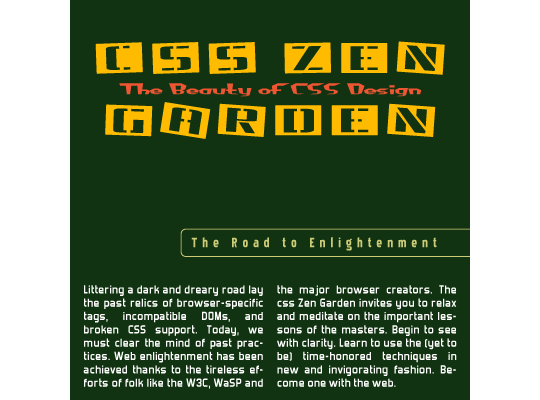 CSS ZEN
The Beauty of CSS Design
GARDEN
The Road to Enlightenment
Littering a dark and dreary road lay
the past relics of browser-specific
tags, incompatible DOMs, and
broken CSS support. Today, we
must clear the mind of past prac-
tices. Web enlightenment has been
achieved thanks to the tireless ef-
forts of folk like the W3C, WaSP and
the major browser creators. The
css Zen Garden invites you to relax
and meditate on the important les-
sons of the masters. Begin to see
with clarity. Learn to use the (yet to
be) time-honored techniques in
new and invigorating fashion. Be-
come one with the web.